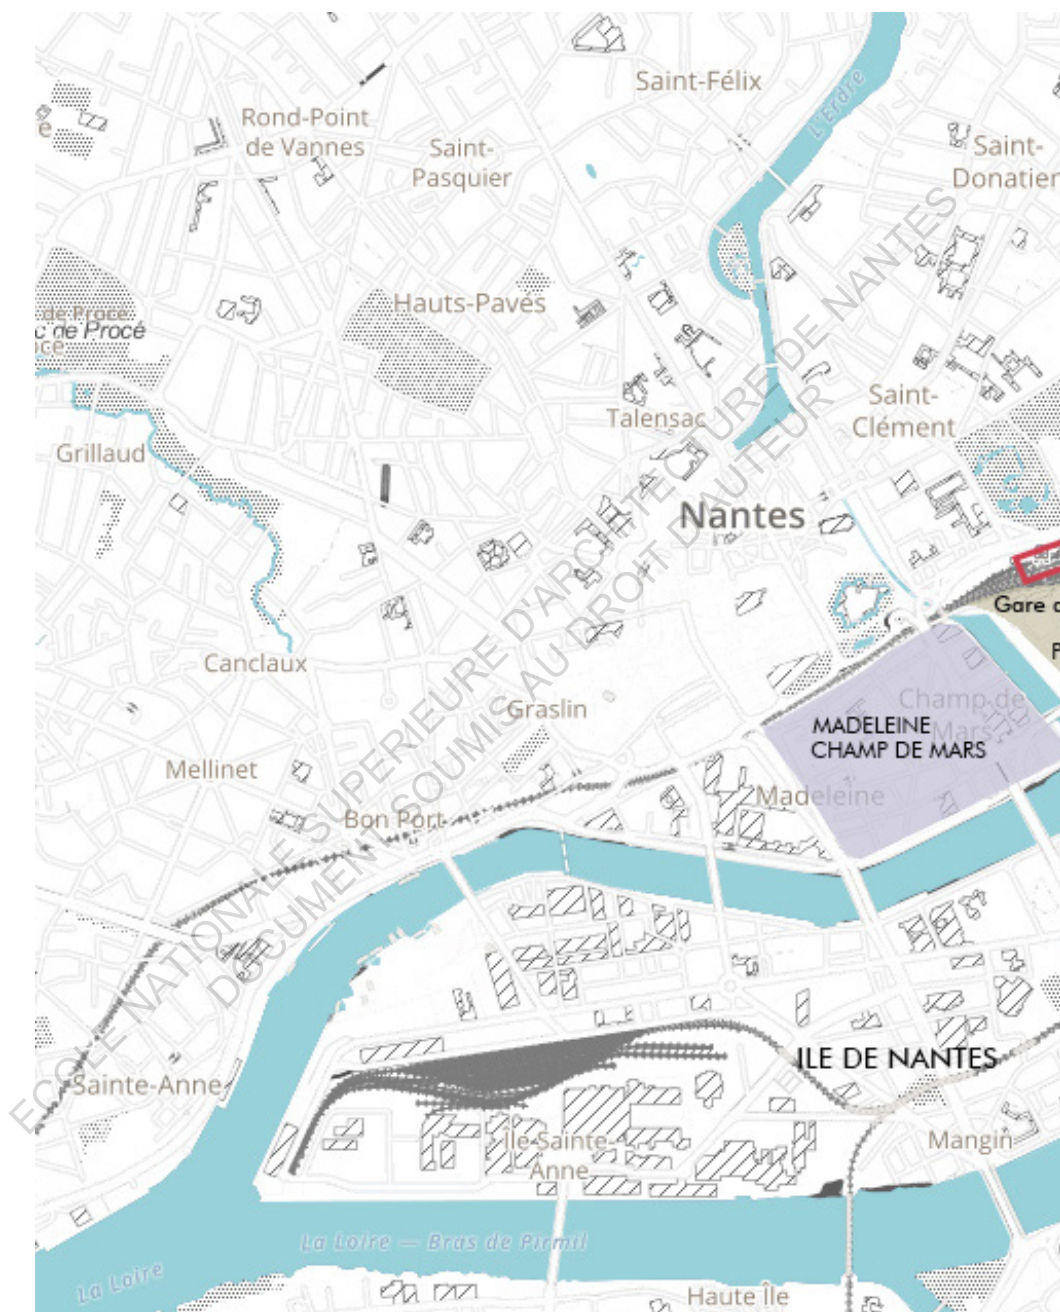 Saint-Félix
L'Erdre
Rond-Point
de Vannes
Saint-
Pasquier
Saint-
Donatien
Hauts-Pavés
de Procé
c de Procé
océ
Talensac
Saint-
Clément
Grillaud
Nantes
Gare d
P
Canclaux
Graslin
Champ de
Mars
MADELEINE
CHAMP DE MARS
Mellinet
Madeleine
Bon Port
ILE DE NANTES
Sainte-Anne
Île Sainte-
Anne
Mangin
La Loire — Bras de Pirmil
La Loire
Haute Île
ECOLE NATIONALE SUPERIEURE D'ARCHITECTURE DE NANTES
DOCUMENT SOUMIS AU DROIT D'AUTEUR